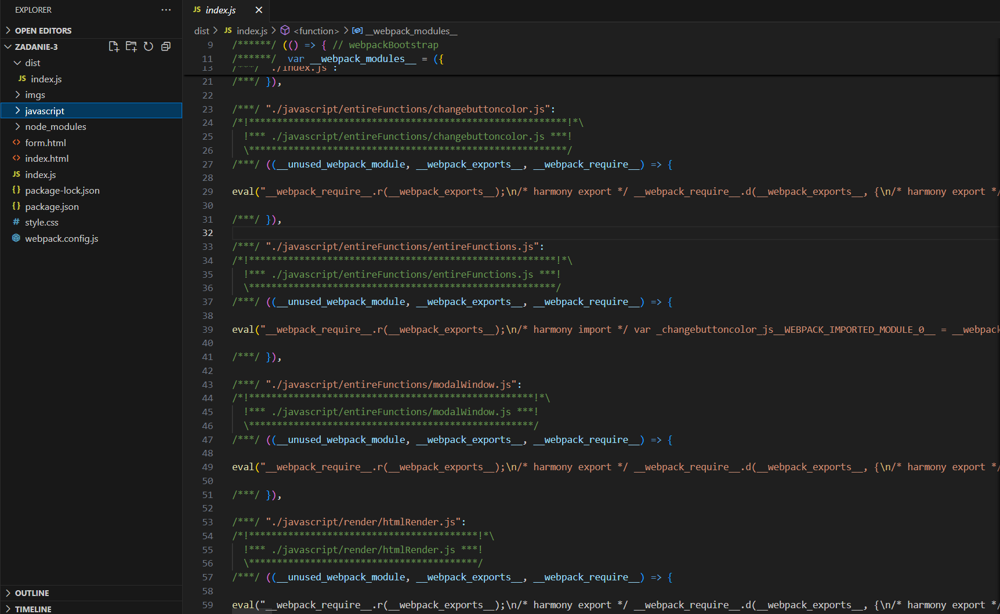 EXPLORER
OPEN EDITORS
ZADANIE-3
dist
JS index.js
imgs
javascript
node_modules
<> form.html
<> index.html
JS index.js
{} package-lock.json
{} package.json
# style.css
webpack.config.js
OUTLINE
TIMELINE
JS index.js
dist > JS index.js > <function> > __webpack_modules__
9 /******/ (() => { // webpackBootstrap
11 /******/ var __webpack_modules__ = ({
13 /***/ "./index.js":
21 /***/ }),
22
23 /***/ "./javascript/entireFunctions/changebuttoncolor.js":
24 /*!*********************************************************!*\
25 !*** ./javascript/entireFunctions/changebuttoncolor.js ***!
26 \*********************************************************/
27 /***/ ((__unused_webpack_module, __webpack_exports__, __webpack_require__) => {
28
29 eval("__webpack_require__.r(__webpack_exports__);\n/* harmony export */ __webpack_require__.d(__webpack_exports__, {\n/* harmony export */
30
31 /***/ }),
32
33 /***/ "./javascript/entireFunctions/entireFunctions.js":
34 /*!*******************************************************!*\
35 !*** ./javascript/entireFunctions/entireFunctions.js ***!
36 \*******************************************************/
37 /***/ ((__unused_webpack_module, __webpack_exports__, __webpack_require__) => {
38
39 eval("__webpack_require__.r(__webpack_exports__);\n/* harmony import */ var _changebuttoncolor_js__WEBPACK_IMPORTED_MODULE_0__ = __webpack
40
41 /***/ }),
42
43 /***/ "./javascript/entireFunctions/modalWindow.js":
44 /*!***************************************************!*\
45 !*** ./javascript/entireFunctions/modalWindow.js ***!
46 \***************************************************/
47 /***/ ((__unused_webpack_module, __webpack_exports__, __webpack_require__) => {
48
49 eval("__webpack_require__.r(__webpack_exports__);\n/* harmony export */ __webpack_require__.d(__webpack_exports__, {\n/* harmony export */
50
51 /***/ }),
52
53 /***/ "./javascript/render/htmlRender.js":
54 /*!*****************************************!*\
55 !*** ./javascript/render/htmlRender.js ***!
56 \*****************************************/
57 /***/ ((__unused_webpack_module, __webpack_exports__, __webpack_require__) => {
58
59 eval("__webpack_require__.r(__webpack_exports__);\n/* harmony export */ __webpack_require__.d(__webpack_exports__, {\n/* harmony export */